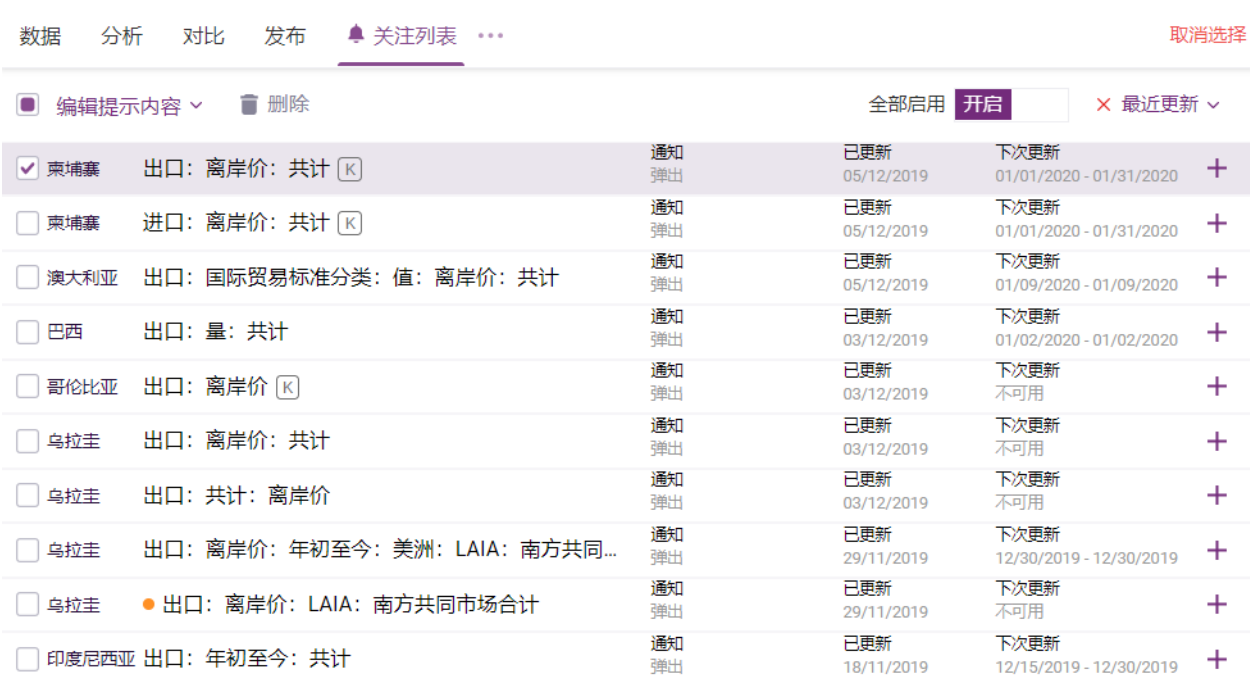 数据 分析 对比 发布 关注列表 ••• 取消选择
编辑提示内容 删除 全部启用 开启 × 最近更新
柬埔寨 出口：离岸价：共计 K 通知 已更新 下次更新 +
弹出 05/12/2019 01/01/2020 - 01/31/2020
柬埔寨 进口：离岸价：共计 K 通知 已更新 下次更新 +
弹出 05/12/2019 01/01/2020 - 01/31/2020
澳大利亚 出口：国际贸易标准分类：值：离岸价：共计 通知 已更新 下次更新 +
弹出 05/12/2019 01/09/2020 - 01/09/2020
巴西 出口：量：共计 通知 已更新 下次更新 +
弹出 03/12/2019 01/02/2020 - 01/02/2020
哥伦比亚 出口：离岸价 K 通知 已更新 下次更新 +
弹出 03/12/2019 不可用
乌拉圭 出口：离岸价：共计 通知 已更新 下次更新 +
弹出 03/12/2019 不可用
乌拉圭 出口：共计：离岸价 通知 已更新 下次更新 +
弹出 03/12/2019 不可用
乌拉圭 出口：离岸价：年初至今：美洲：LAIA：南方共同... 通知 已更新 下次更新 +
弹出 29/11/2019 12/30/2019 - 12/30/2019
乌拉圭 出口：离岸价：LAIA：南方共同市场合计 通知 已更新 下次更新 +
弹出 29/11/2019 不可用
印度尼西亚 出口：年初至今：共计 通知 已更新 下次更新 +
弹出 18/11/2019 12/15/2019 - 12/30/2019